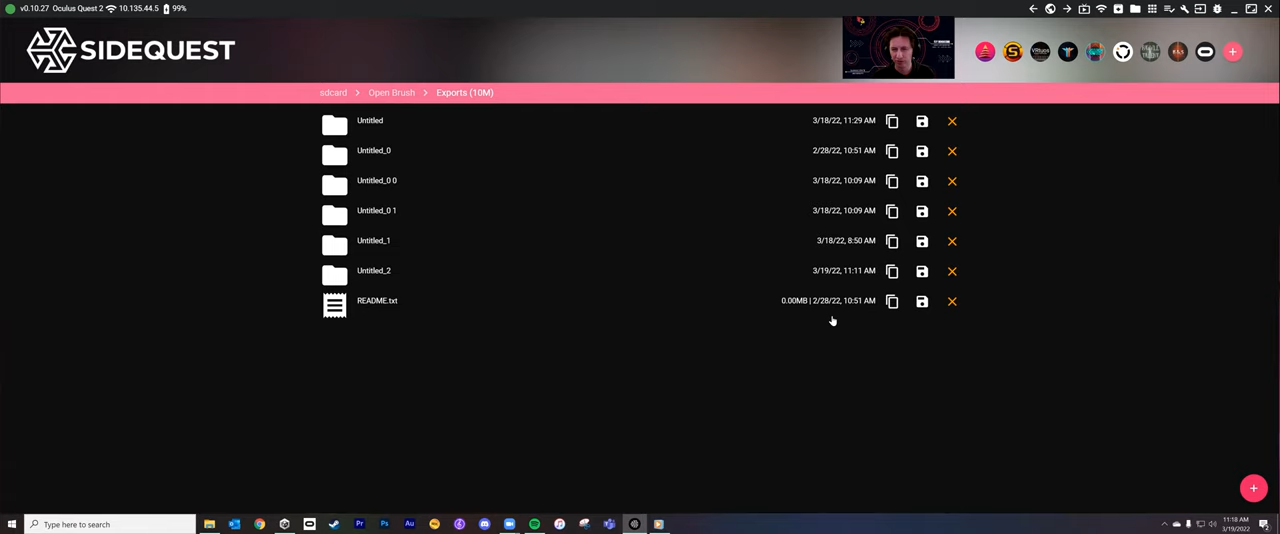 v0.10.27 Oculus Quest 2 10.135.44.5 99%
SIDEQUEST
sdcard > Open Brush > Exports (10M)
Untitled 3/18/22, 11:29 AM
Untitled_0 2/28/22, 10:51 AM
Untitled_0 0 3/18/22, 10:09 AM
Untitled_0 1 3/18/22, 10:09 AM
Untitled_1 3/18/22, 8:50 AM
Untitled_2 3/19/22, 11:11 AM
README.txt 0.00MB | 2/28/22, 10:51 AM
Type here to search
Pr Ps Au
11:18 AM
3/19/2022